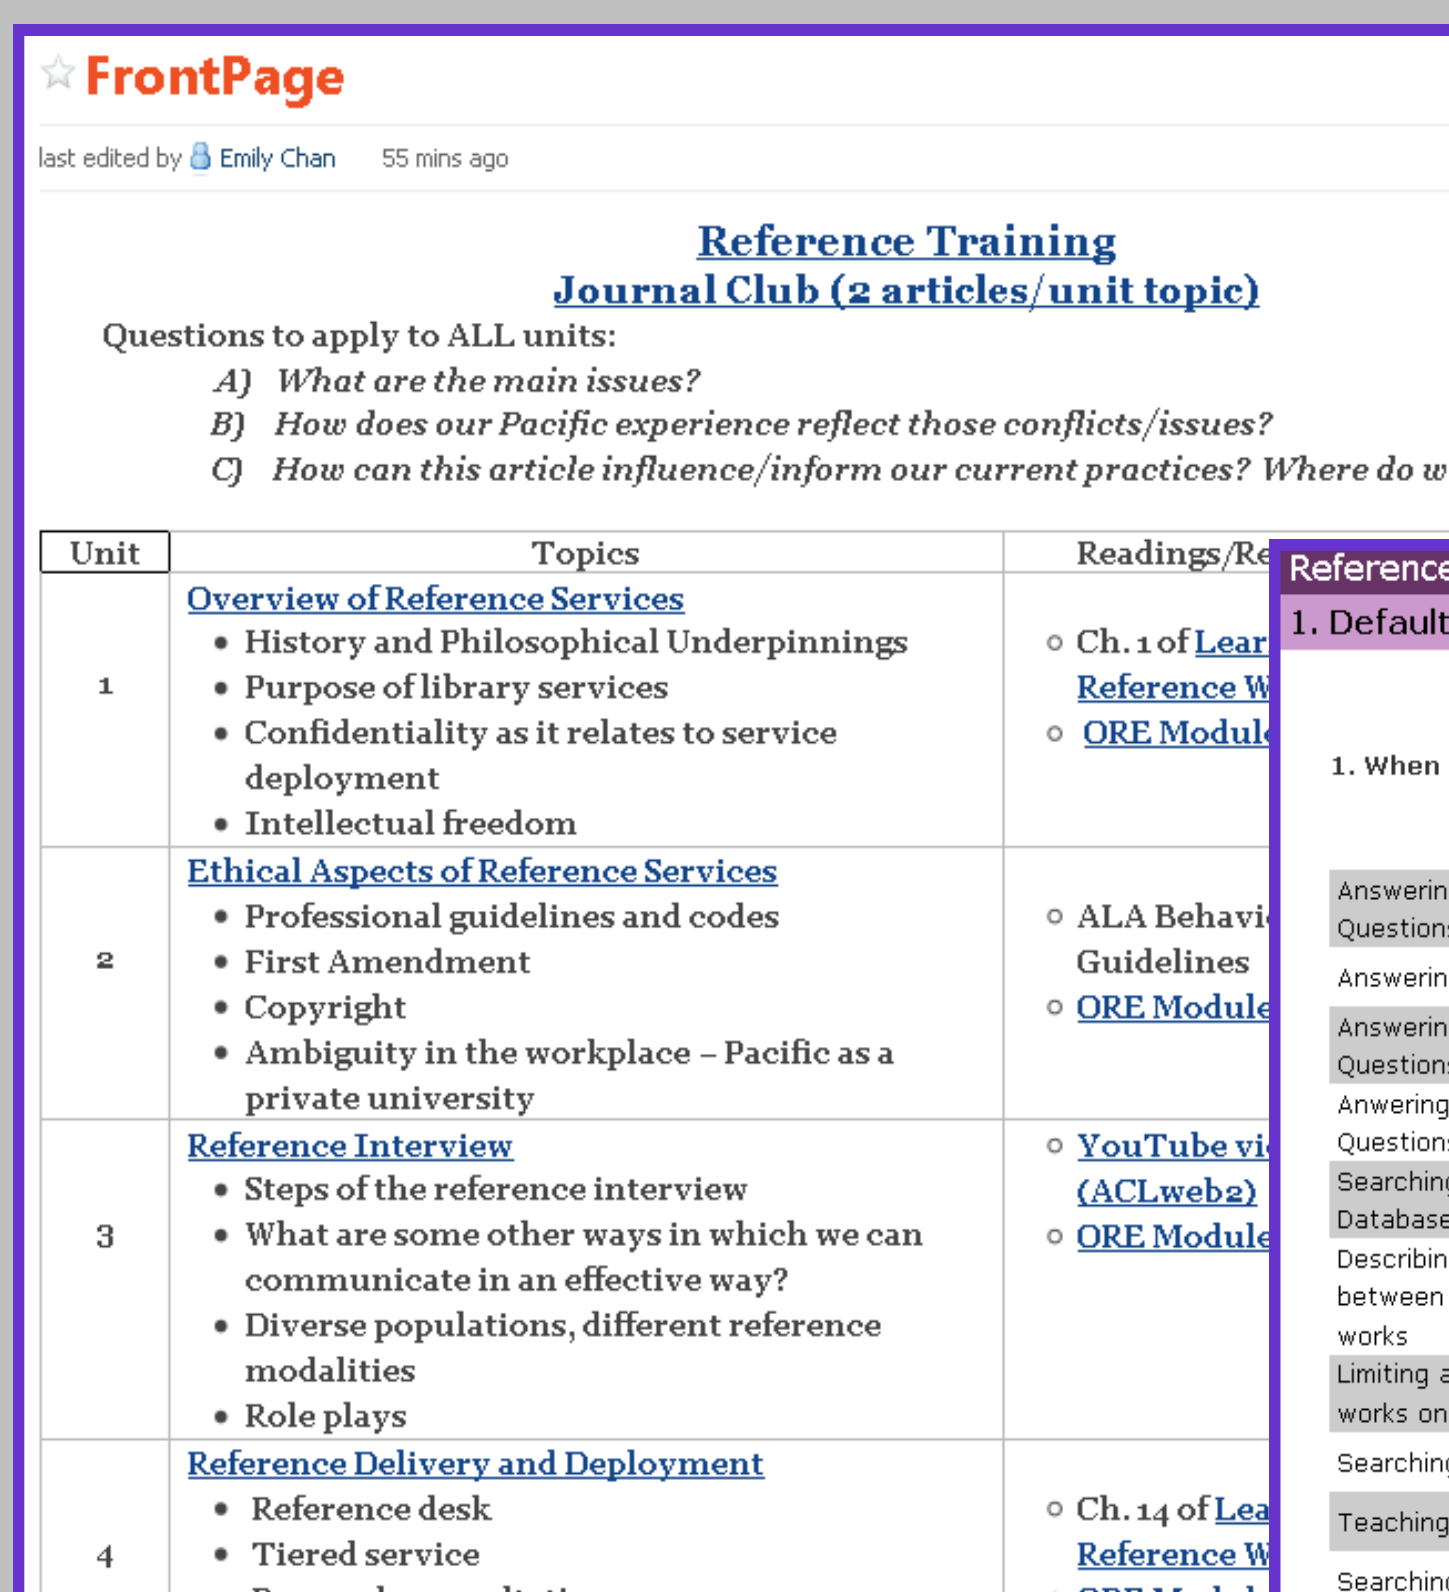 FrontPage
last edited by Emily Chan 55 mins ago
Reference Training
Journal Club (2 articles/unit topic)
Questions to apply to ALL units:
A) What are the main issues?
B) How does our Pacific experience reflect those conflicts/issues?
C) How can this article influence/inform our current practices? Where do w
Unit Topics Readings/Re
1
Overview of Reference Services
• History and Philosophical Underpinnings
• Purpose of library services
• Confidentiality as it relates to service
deployment
• Intellectual freedom
○ Ch. 1 of Lear
Reference W
○ ORE Module
2
Ethical Aspects of Reference Services
• Professional guidelines and codes
• First Amendment
• Copyright
• Ambiguity in the workplace – Pacific as a
private university
○ ALA Behavio
Guidelines
○ ORE Module
3
Reference Interview
• Steps of the reference interview
• What are some other ways in which we can
communicate in an effective way?
• Diverse populations, different reference
modalities
• Role plays
○ YouTube vi
(ACLweb2)
○ ORE Module
4
Reference Delivery and Deployment
• Reference desk
• Tiered service
○ Ch. 14 of Lea
Reference W
Reference
1. Default
1. When
Answerin
Questions
Answerin
Answerin
Questions
Anwering
Questions
Searching
Database
Describin
between
works
Limiting a
works on
Searching
Teaching
Searching